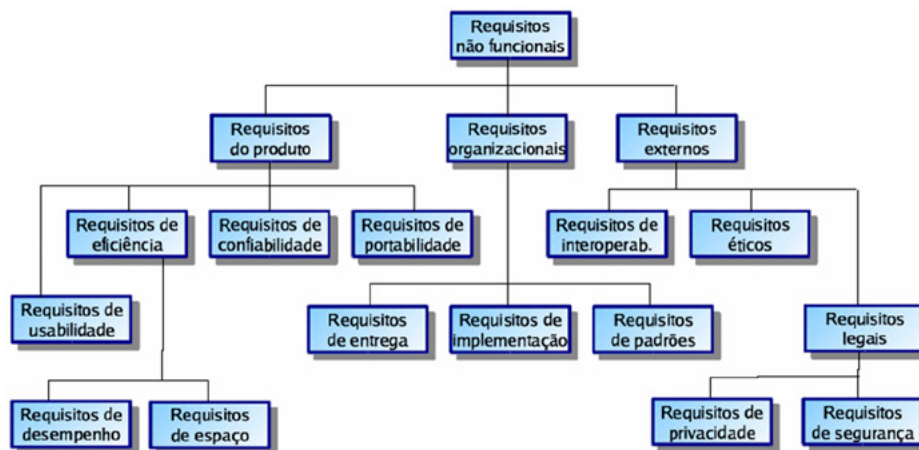 Requisitos
não funcionais
Requisitos
do produto
Requisitos
organizacionais
Requisitos
externos
Requisitos de
eficiência
Requisitos de
confiabilidade
Requisitos de
portabilidade
Requisitos de
interoperab.
Requisitos
éticos
Requisitos de
usabilidade
Requisitos
de entrega
Requisitos de
implementação
Requisitos
de padrões
Requisitos
legais
Requisitos de
desempenho
Requisitos
de espaço
Requisitos de
privacidade
Requisitos
de segurança